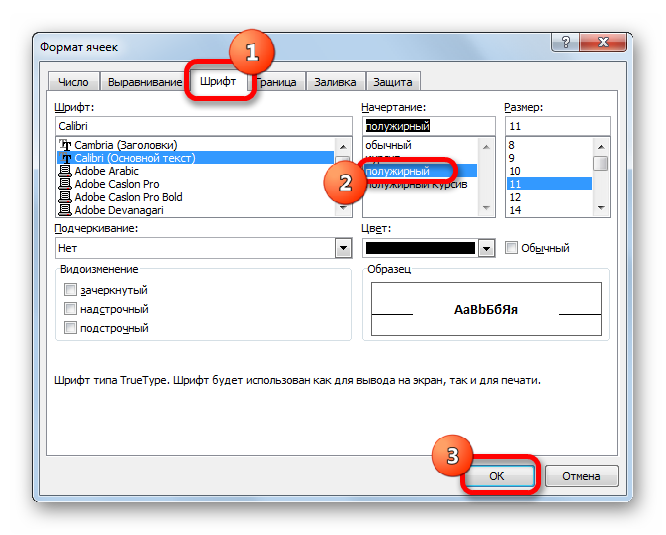 Формат ячеек
1
Число Выравнивание Шрифт Граница Заливка Защита
Шрифт: Начертание: Размер:
Calibri полужирный 11
Cambria (Заголовки) обычный 8
Calibri (Основной текст) курсив 9
Adobe Arabic полужирный 10
Adobe Caslon Pro полужирный курсив 11
Adobe Caslon Pro Bold 12
Adobe Devanagari 14
2
Подчеркивание: Цвет:
Нет Обычный
Видоизменение Образец
зачеркнутый
надстрочный
подстрочный
АаBbБбЯя
Шрифт типа TrueType. Шрифт будет использован как для вывода на экран, так и для печати.
3
ОК Отмена